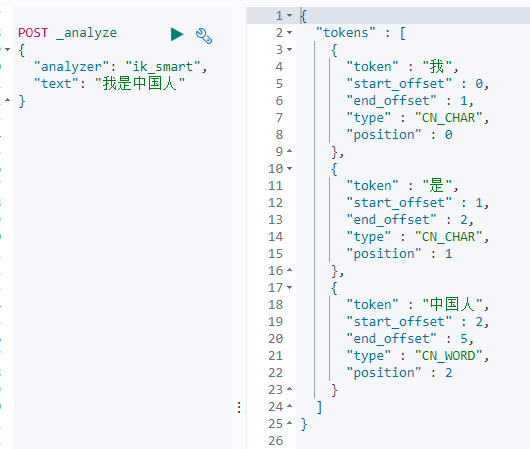 POST _analyze
{
  "analyzer": "ik_smart",
  "text": "我是中国人"
}
1 {
2   "tokens" : [
3     {
4       "token" : "我",
5       "start_offset" : 0,
6       "end_offset" : 1,
7       "type" : "CN_CHAR",
8       "position" : 0
9     },
10     {
11       "token" : "是",
12       "start_offset" : 1,
13       "end_offset" : 2,
14       "type" : "CN_CHAR",
15       "position" : 1
16     },
17     {
18       "token" : "中国人",
19       "start_offset" : 2,
20       "end_offset" : 5,
21       "type" : "CN_WORD",
22       "position" : 2
23     }
24   ]
25 }
26